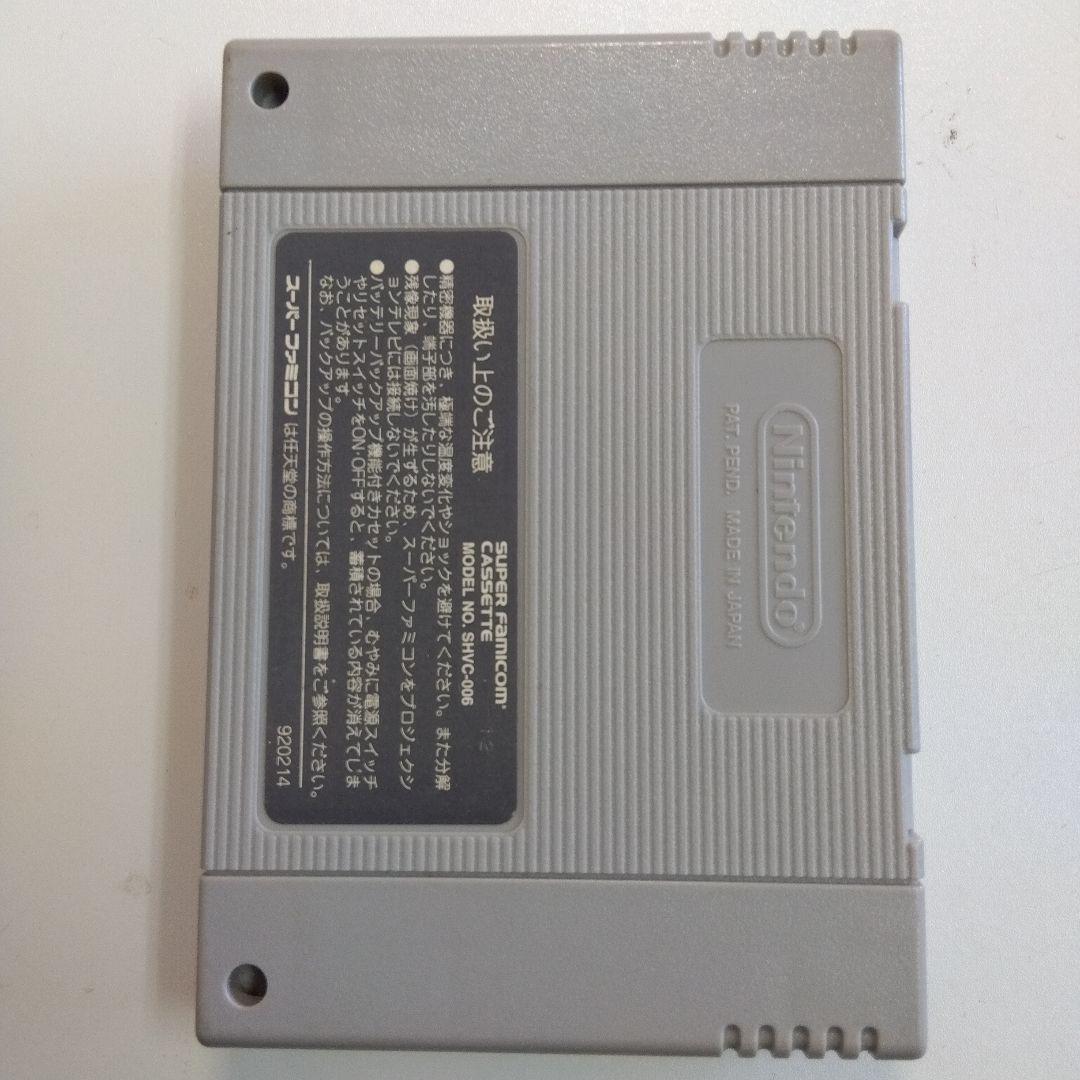 取扱い上のご注意
SUPER Famicom
CASSETTE
MODEL NO. SHVC-006
●精密機器につき、極端な温度変化やショックを避けてください。また分解
したり、端子部を汚したりしないでください。
●残像現象(画面焼け)が生ずるため、スーパーファミコンをプロジェクシ
ョンテレビには接続しないでください。
●バッテリーバックアップ機能付きカセットの場合、むやみに電源スイッチ
やリセットスイッチをON・OFFすると、蓄積されている内容が消えてしま
うことがあります。
なお、バックアップの操作方法については、取扱説明書をご参照ください。
スーパーファミコンは任天堂の商標です。
920214
Nintendo®
PAT. PEND. MADE IN JAPAN